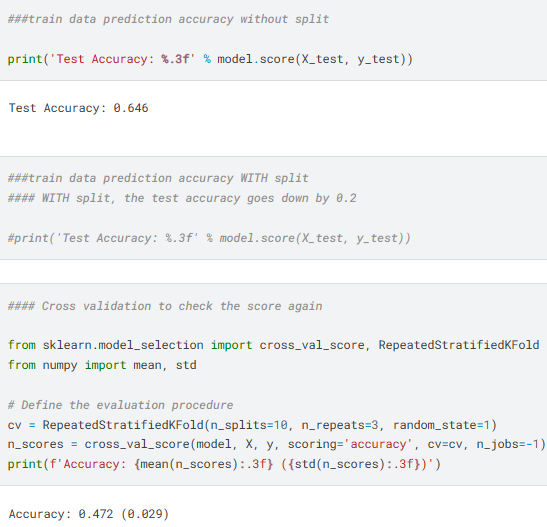 ###train data prediction accuracy without split
print('Test Accuracy: %.3f' % model.score(X_test, y_test))
Test Accuracy: 0.646
###train data prediction accuracy WITH split
#### WITH split, the test accuracy goes down by 0.2
#print('Test Accuracy: %.3f' % model.score(X_test, y_test))
#### Cross validation to check the score again
from sklearn.model_selection import cross_val_score, RepeatedStratifiedKFold
from numpy import mean, std
# Define the evaluation procedure
cv = RepeatedStratifiedKFold(n_splits=10, n_repeats=3, random_state=1)
n_scores = cross_val_score(model, X, y, scoring='accuracy', cv=cv, n_jobs=-1)
print(f'Accuracy: {mean(n_scores):.3f} ({std(n_scores):.3f})')
Accuracy: 0.472 (0.029)